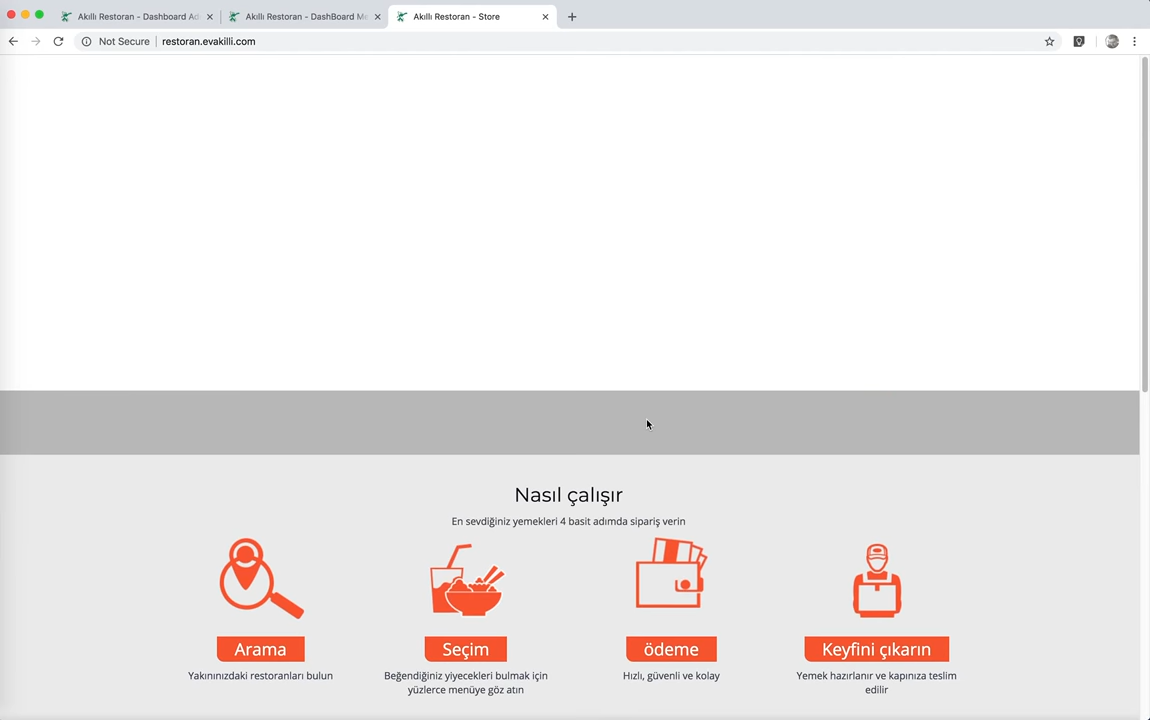 Akıllı Restoran - Dashboard Ad
Akıllı Restoran - DashBoard Me
Akıllı Restoran - Store
Not Secure
restoran.evakilli.com
Nasıl çalışır
En sevdiğiniz yemekleri 4 basit adımda sipariş verin
Arama
Seçim
ödeme
Keyfini çıkarın
Yakınınızdaki restoranları bulun
Beğendiğiniz yiyecekleri bulmak için
yüzlerce menüye göz atın
Hızlı, güvenli ve kolay
Yemek hazırlanır ve kapınıza teslim
edilir